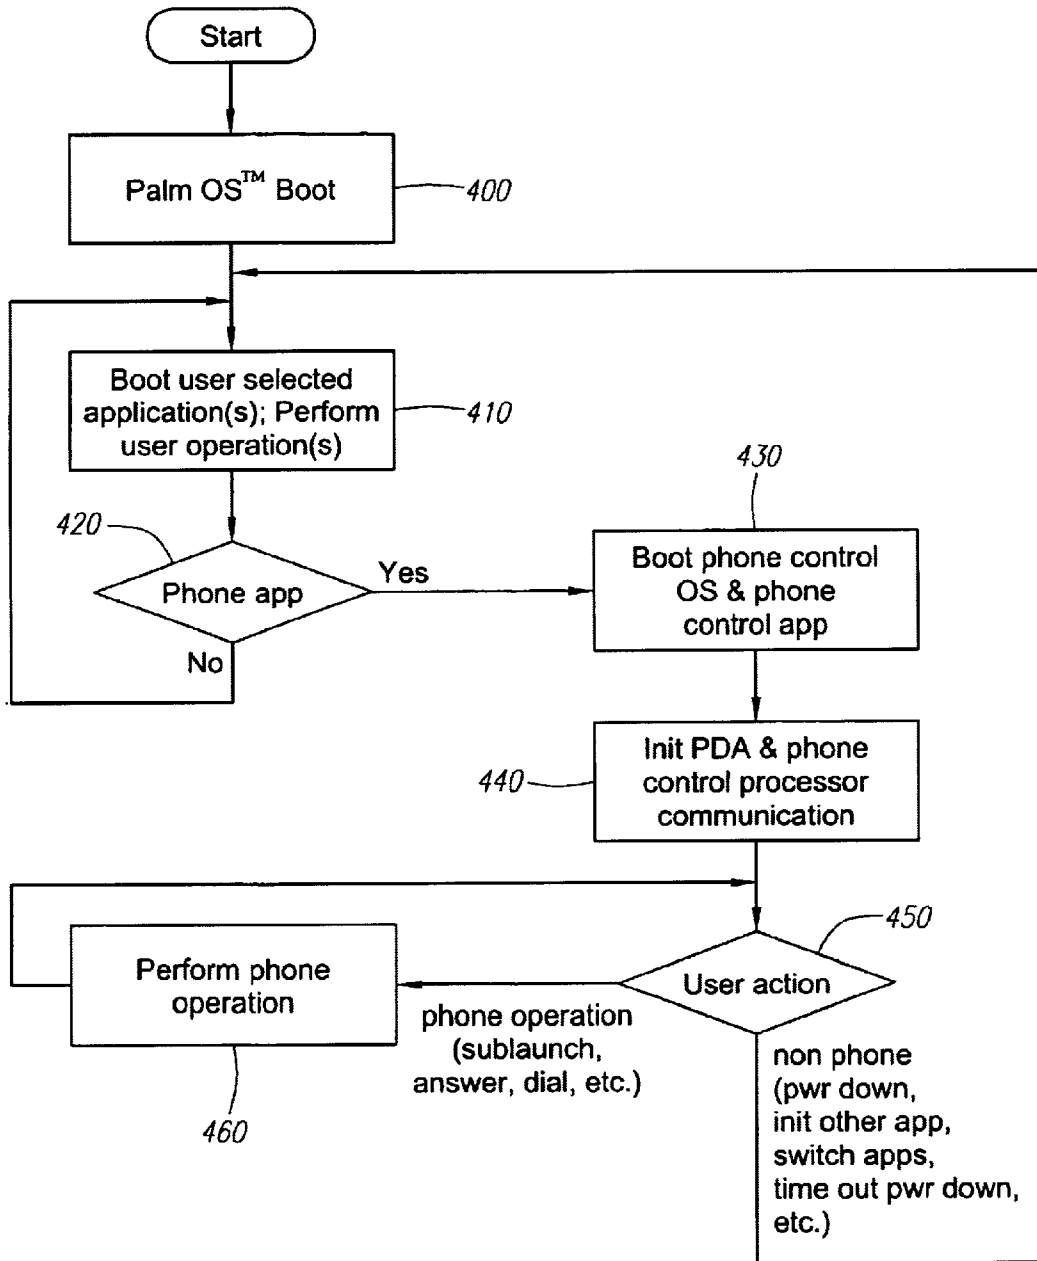 Start
Palm OS™ Boot
400
Boot user selected
application(s); Perform
user operation(s)
410
420
Phone app
Yes
No
430
Boot phone control
OS & phone
control app
440
Init PDA & phone
control processor
communication
450
User action
Perform phone
operation
460
phone operation
(sublaunch,
answer, dial, etc.)
non phone
(pwr down,
init other app,
switch apps,
time out pwr down,
etc.)